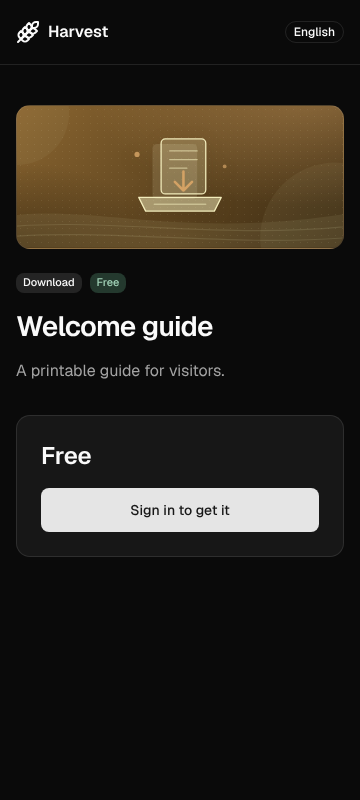 Harvest
English
Download
Free
Welcome guide
A printable guide for visitors.
Free
Sign in to get it